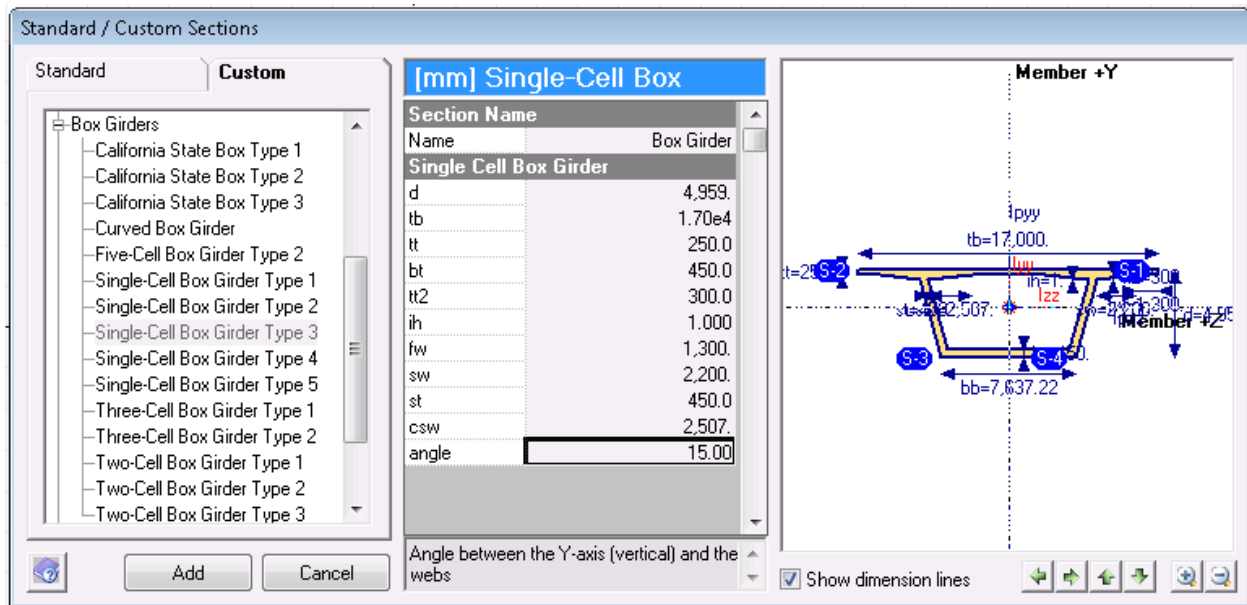 Standard / Custom Sections
Standard
Custom
Box Girders
California State Box Type 1
California State Box Type 2
California State Box Type 3
Curved Box Girder
Five-Cell Box Girder Type 2
Single-Cell Box Girder Type 1
Single-Cell Box Girder Type 2
Single-Cell Box Girder Type 3
Single-Cell Box Girder Type 4
Single-Cell Box Girder Type 5
Three-Cell Box Girder Type 1
Three-Cell Box Girder Type 2
Two-Cell Box Girder Type 1
Two-Cell Box Girder Type 2
Two-Cell Box Girder Type 3
Add
Cancel
[mm] Single-Cell Box
Section Name
Name Box Girder
Single Cell Box Girder
d 4,959.
tb 1.70e4
tt 250.0
bt 450.0
tt2 300.0
ih 1.000
fw 1,300.
sw 2,200.
st 450.0
csw 2,507.
angle 15.00
Angle between the Y-axis (vertical) and the
webs
Member +Y
Ipyy
tb=17,000.
S-2
Iyy
S-1
ih=1.
Izz
Member +Z
S-3
S-4
bb=7,637.22
Show dimension lines